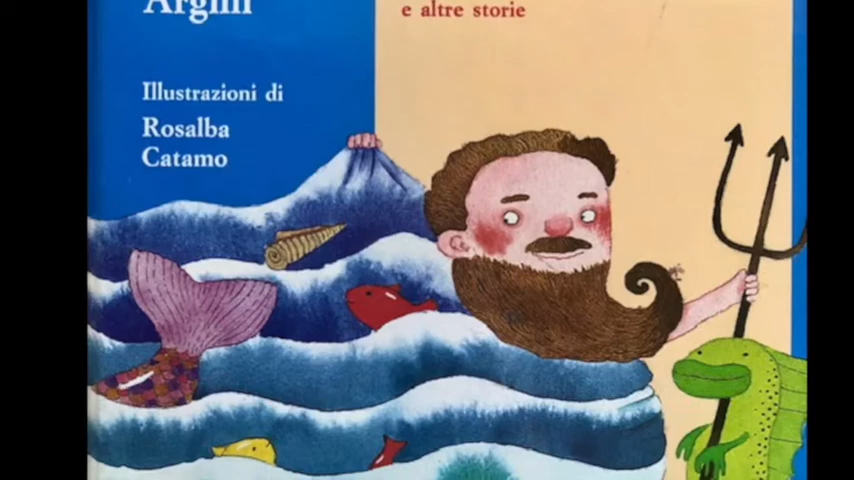 Argilli
e altre storie
Illustrazioni di
Rosalba
Catamo